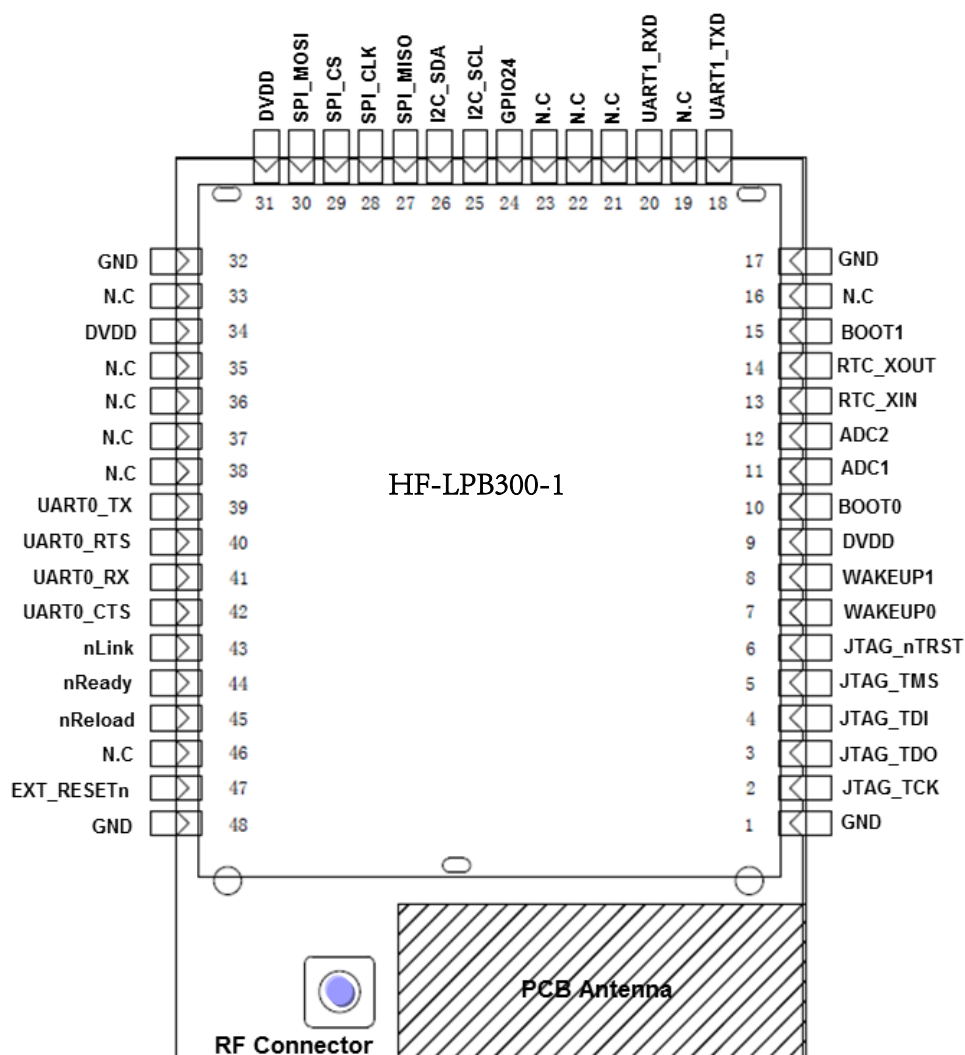 DVDD
SPI_MOSI
SPI_CS
SPI_CLK
SPI_MISO
I2C_SDA
I2C_SCL
GPIO24
N.C
N.C
N.C
UART1_RXD
N.C
UART1_TXD
31 30 29 28 27 26 25 24 23 22 21 20 19 18
GND 32 17 GND
N.C 33 16 N.C
DVDD 34 15 BOOT1
N.C 35 14 RTC_XOUT
N.C 36 13 RTC_XIN
N.C 37 12 ADC2
N.C 38 11 ADC1
HF-LPB300-1
UART0_TX 39 10 BOOT0
UART0_RTS 40 9 DVDD
UART0_RX 41 8 WAKEUP1
UART0_CTS 42 7 WAKEUP0
nLink 43 6 JTAG_nTRST
nReady 44 5 JTAG_TMS
nReload 45 4 JTAG_TDI
N.C 46 3 JTAG_TDO
EXT_RESETn 47 2 JTAG_TCK
GND 48 1 GND
PCB Antenna
RF Connector